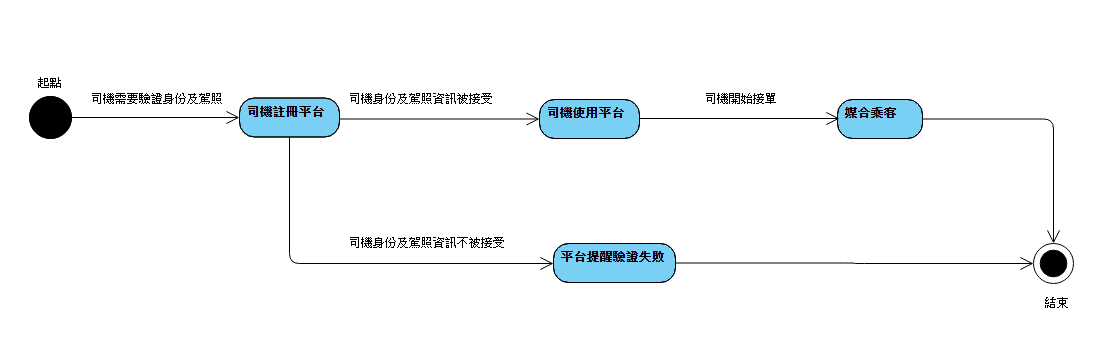 起點
司機需要驗證身份及駕照
司機註冊平台
司機身份及駕照資訊被接受
司機使用平台
司機開始接單
媒合乘客
司機身份及駕照資訊不被接受
平台提醒驗證失敗
結束